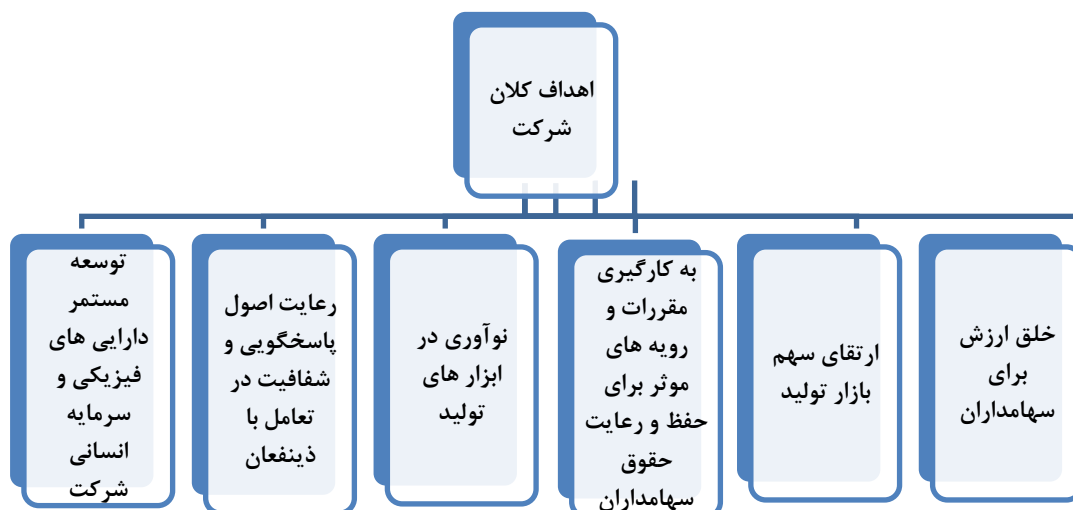 اهداف کلان
شرکت
خلق ارزش
برای
سهامداران
ارتقای سهم
بازار تولید
به کارگیری
مقررات و
رویه های
موثر برای
حفظ و رعایت
حقوق
سهامداران
نوآوری در
ابزار های
تولید
رعایت اصول
پاسخگویی و
شفافیت در
تعامل با
ذینفعان
توسعه
مستمر
دارایی های
فیزیکی و
سرمایه
انسانی
شرکت